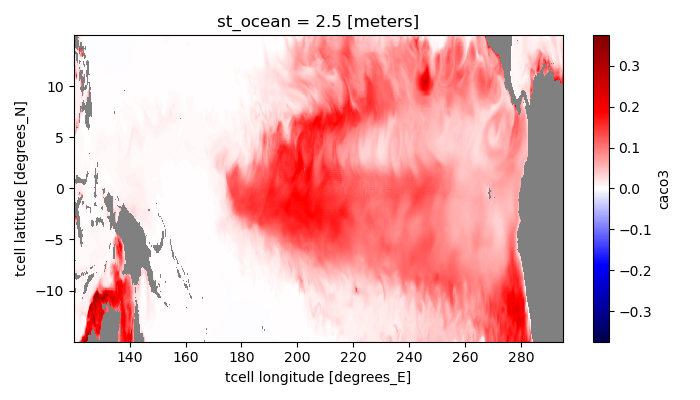 st_ocean = 2.5 [meters]
10
5
0
−5
−10
tcell latitude [degrees_N]
140 160 180 200 220 240 260 280
tcell longitude [degrees_E]
0.3
0.2
0.1
0.0
−0.1
−0.2
−0.3
caco3